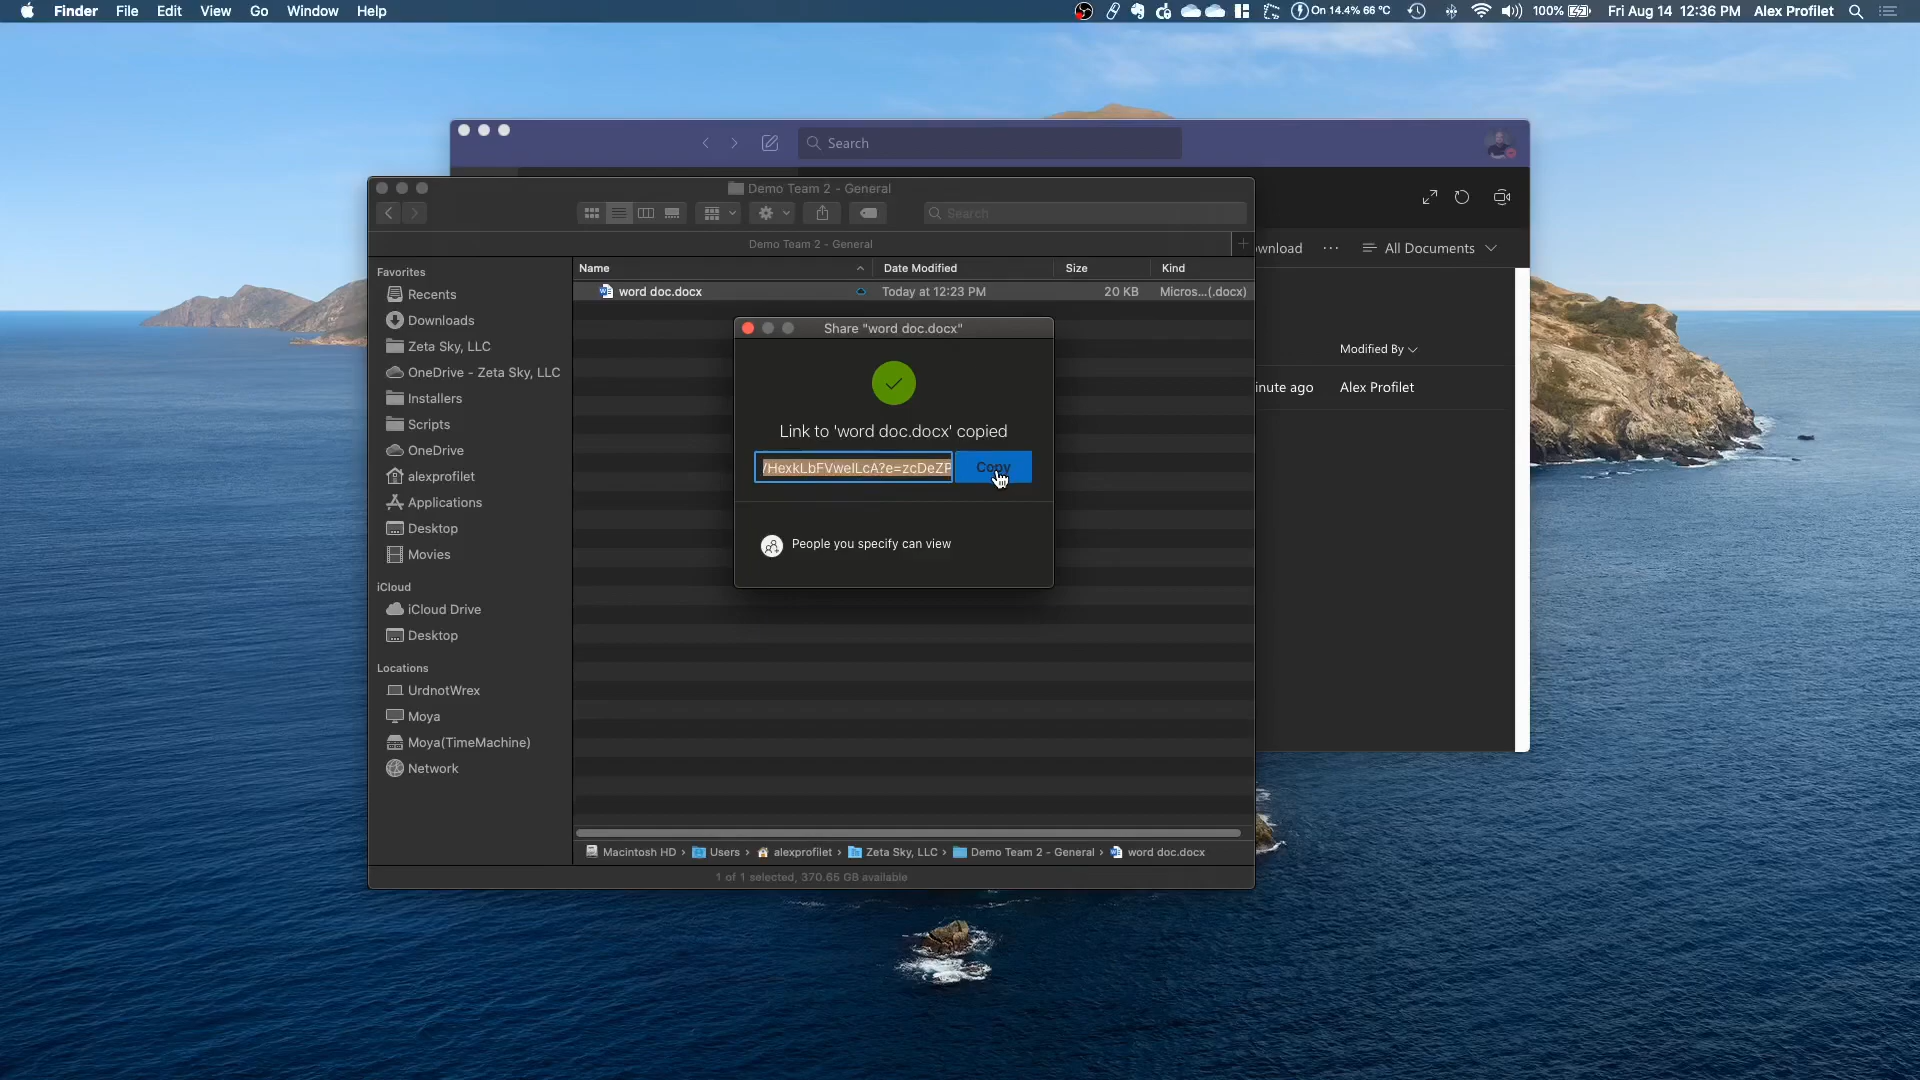 Finder File Edit View Go Window Help
On 14.4% 66 °C 100% Fri Aug 14 12:36 PM Alex Profilet
Search
Demo Team 2 - General
Search
Demo Team 2 - General
wnload ··· All Documents
Name Date Modified Size Kind
word doc.docx Today at 12:23 PM 20 KB Micros...(.docx)
Favorites
Recents
Downloads
Zeta Sky, LLC
OneDrive - Zeta Sky, LLC
Installers
Scripts
OneDrive
alexprofilet
Applications
Desktop
Movies
iCloud
iCloud Drive
Desktop
Locations
UrdnotWrex
Moya
Moya(TimeMachine)
Network
Share "word doc.docx"
Link to 'word doc.docx' copied
Copy
People you specify can view
Modified By
inute ago Alex Profilet
Macintosh HD › Users › alexprofilet › Zeta Sky, LLC › Demo Team 2 - General › word doc.docx
1 of 1 selected, 370.65 GB available